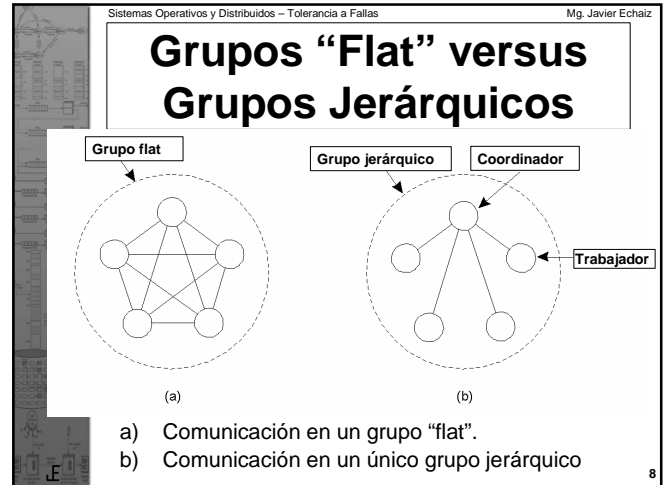 Sistemas Operativos y Distribuidos – Tolerancia a Fallas Mg. Javier Echaiz
Grupos “Flat” versus
Grupos Jerárquicos
Grupo flat
Grupo jerárquico
Coordinador
Trabajador
(a)
(b)
a) Comunicación en un grupo “flat”.
b) Comunicación en un único grupo jerárquico
8